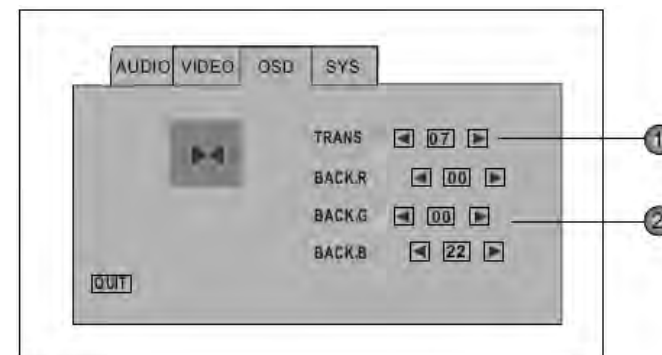 AUDIO VIDEO OSD SYS
TRANS 07
BACK.R 00
BACK.G 00
BACK.B 22
QUIT
1
2